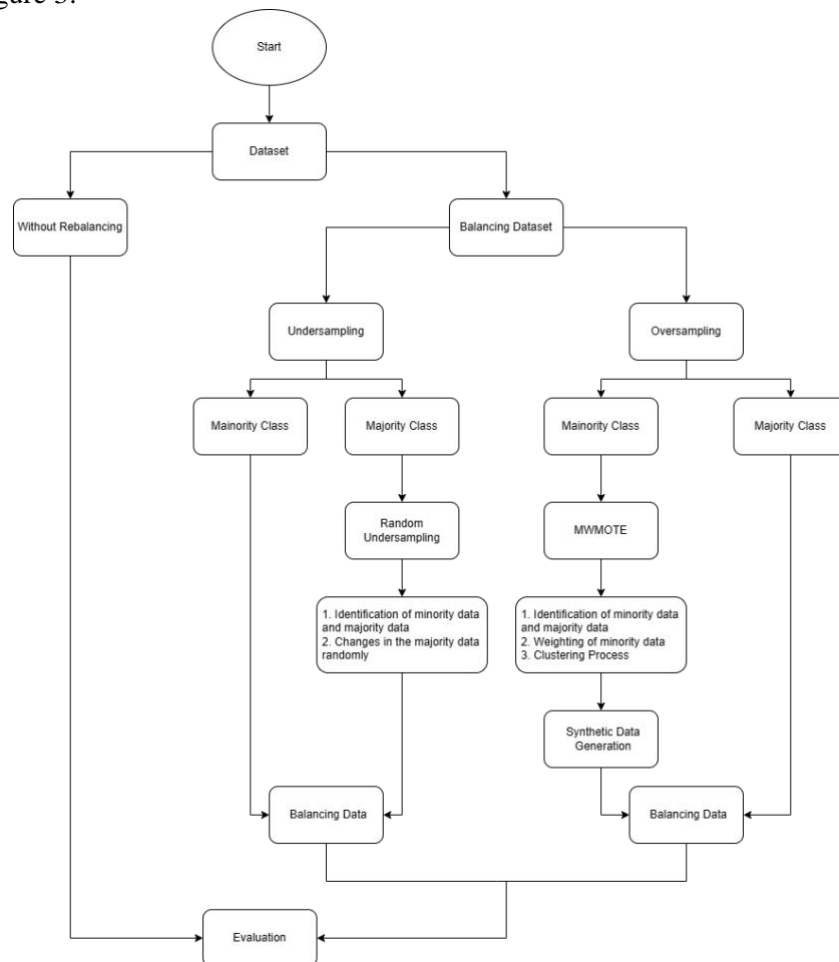 gure 3.
Start
Dataset
Without Rebalancing
Balancing Dataset
Undersampling
Oversampling
Mainority Class
Majority Class
Mainority Class
Majority Class
Random
Undersampling
MWMOTE
1. Identification of minority data
and majority data
2. Changes in the majority data
randomly
1. Identification of minority data
and majority data
2. Weighting of minority data
3. Clustering Process
Synthetic Data
Generation
Balancing Data
Balancing Data
Evaluation